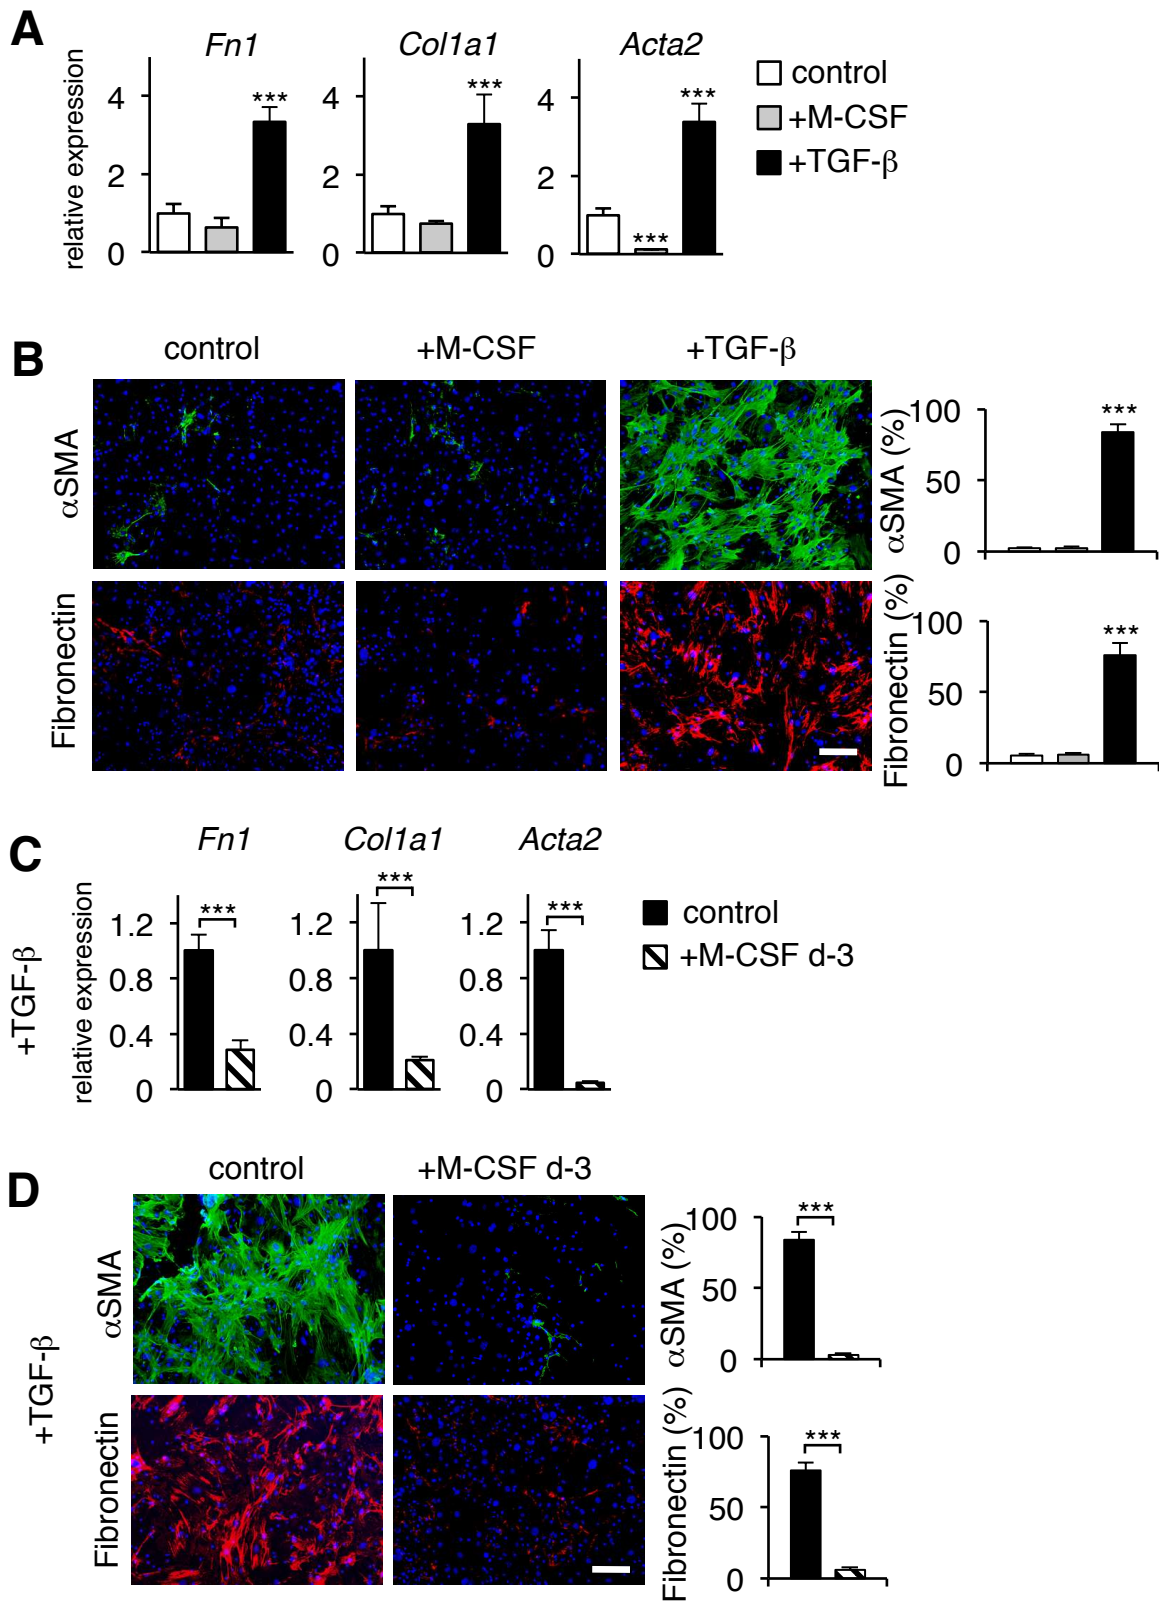 A
Fn1 Col1a1 Acta2
relative expression
4 2 0
4 2 0
4 2 0
*** *** *** ***
control
+M-CSF
+TGF-β
B
control +M-CSF +TGF-β
αSMA
αSMA (%)
100
50
0
***
Fibronectin
Fibronectin (%)
100
50
0
***
C
Fn1 Col1a1 Acta2
+TGF-β
relative expression
1.2 0.8 0.4 0
1.2 0.8 0.4 0
1.2 0.8 0.4 0
*** *** ***
control
+M-CSF d-3
D
control +M-CSF d-3
+TGF-β
αSMA
αSMA (%)
100
50
0
***
Fibronectin
Fibronectin (%)
100
50
0
***